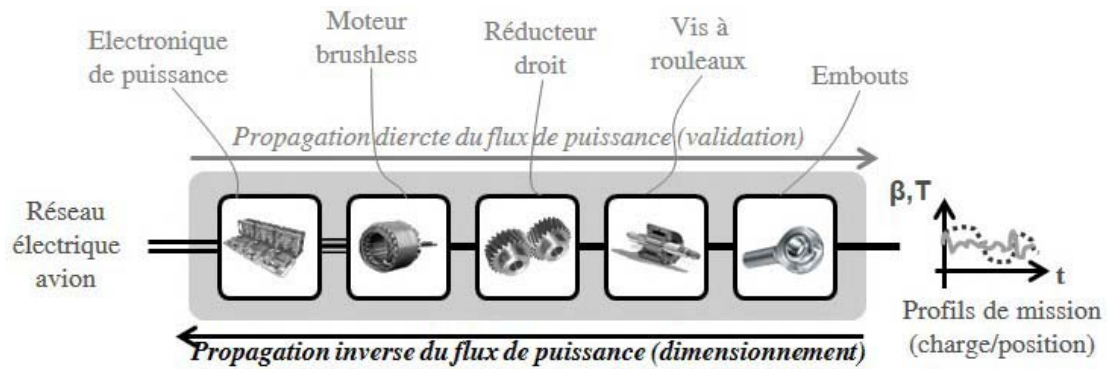 Electronique
de puissance
Moteur
brushless
Réducteur
droit
Vis à
rouleaux
Embouts
Propagation diercte du flux de puissance (validation)
Réseau
électrique
avion
β,T
t
Profils de mission
(charge/position)
Propagation inverse du flux de puissance (dimensionnement)